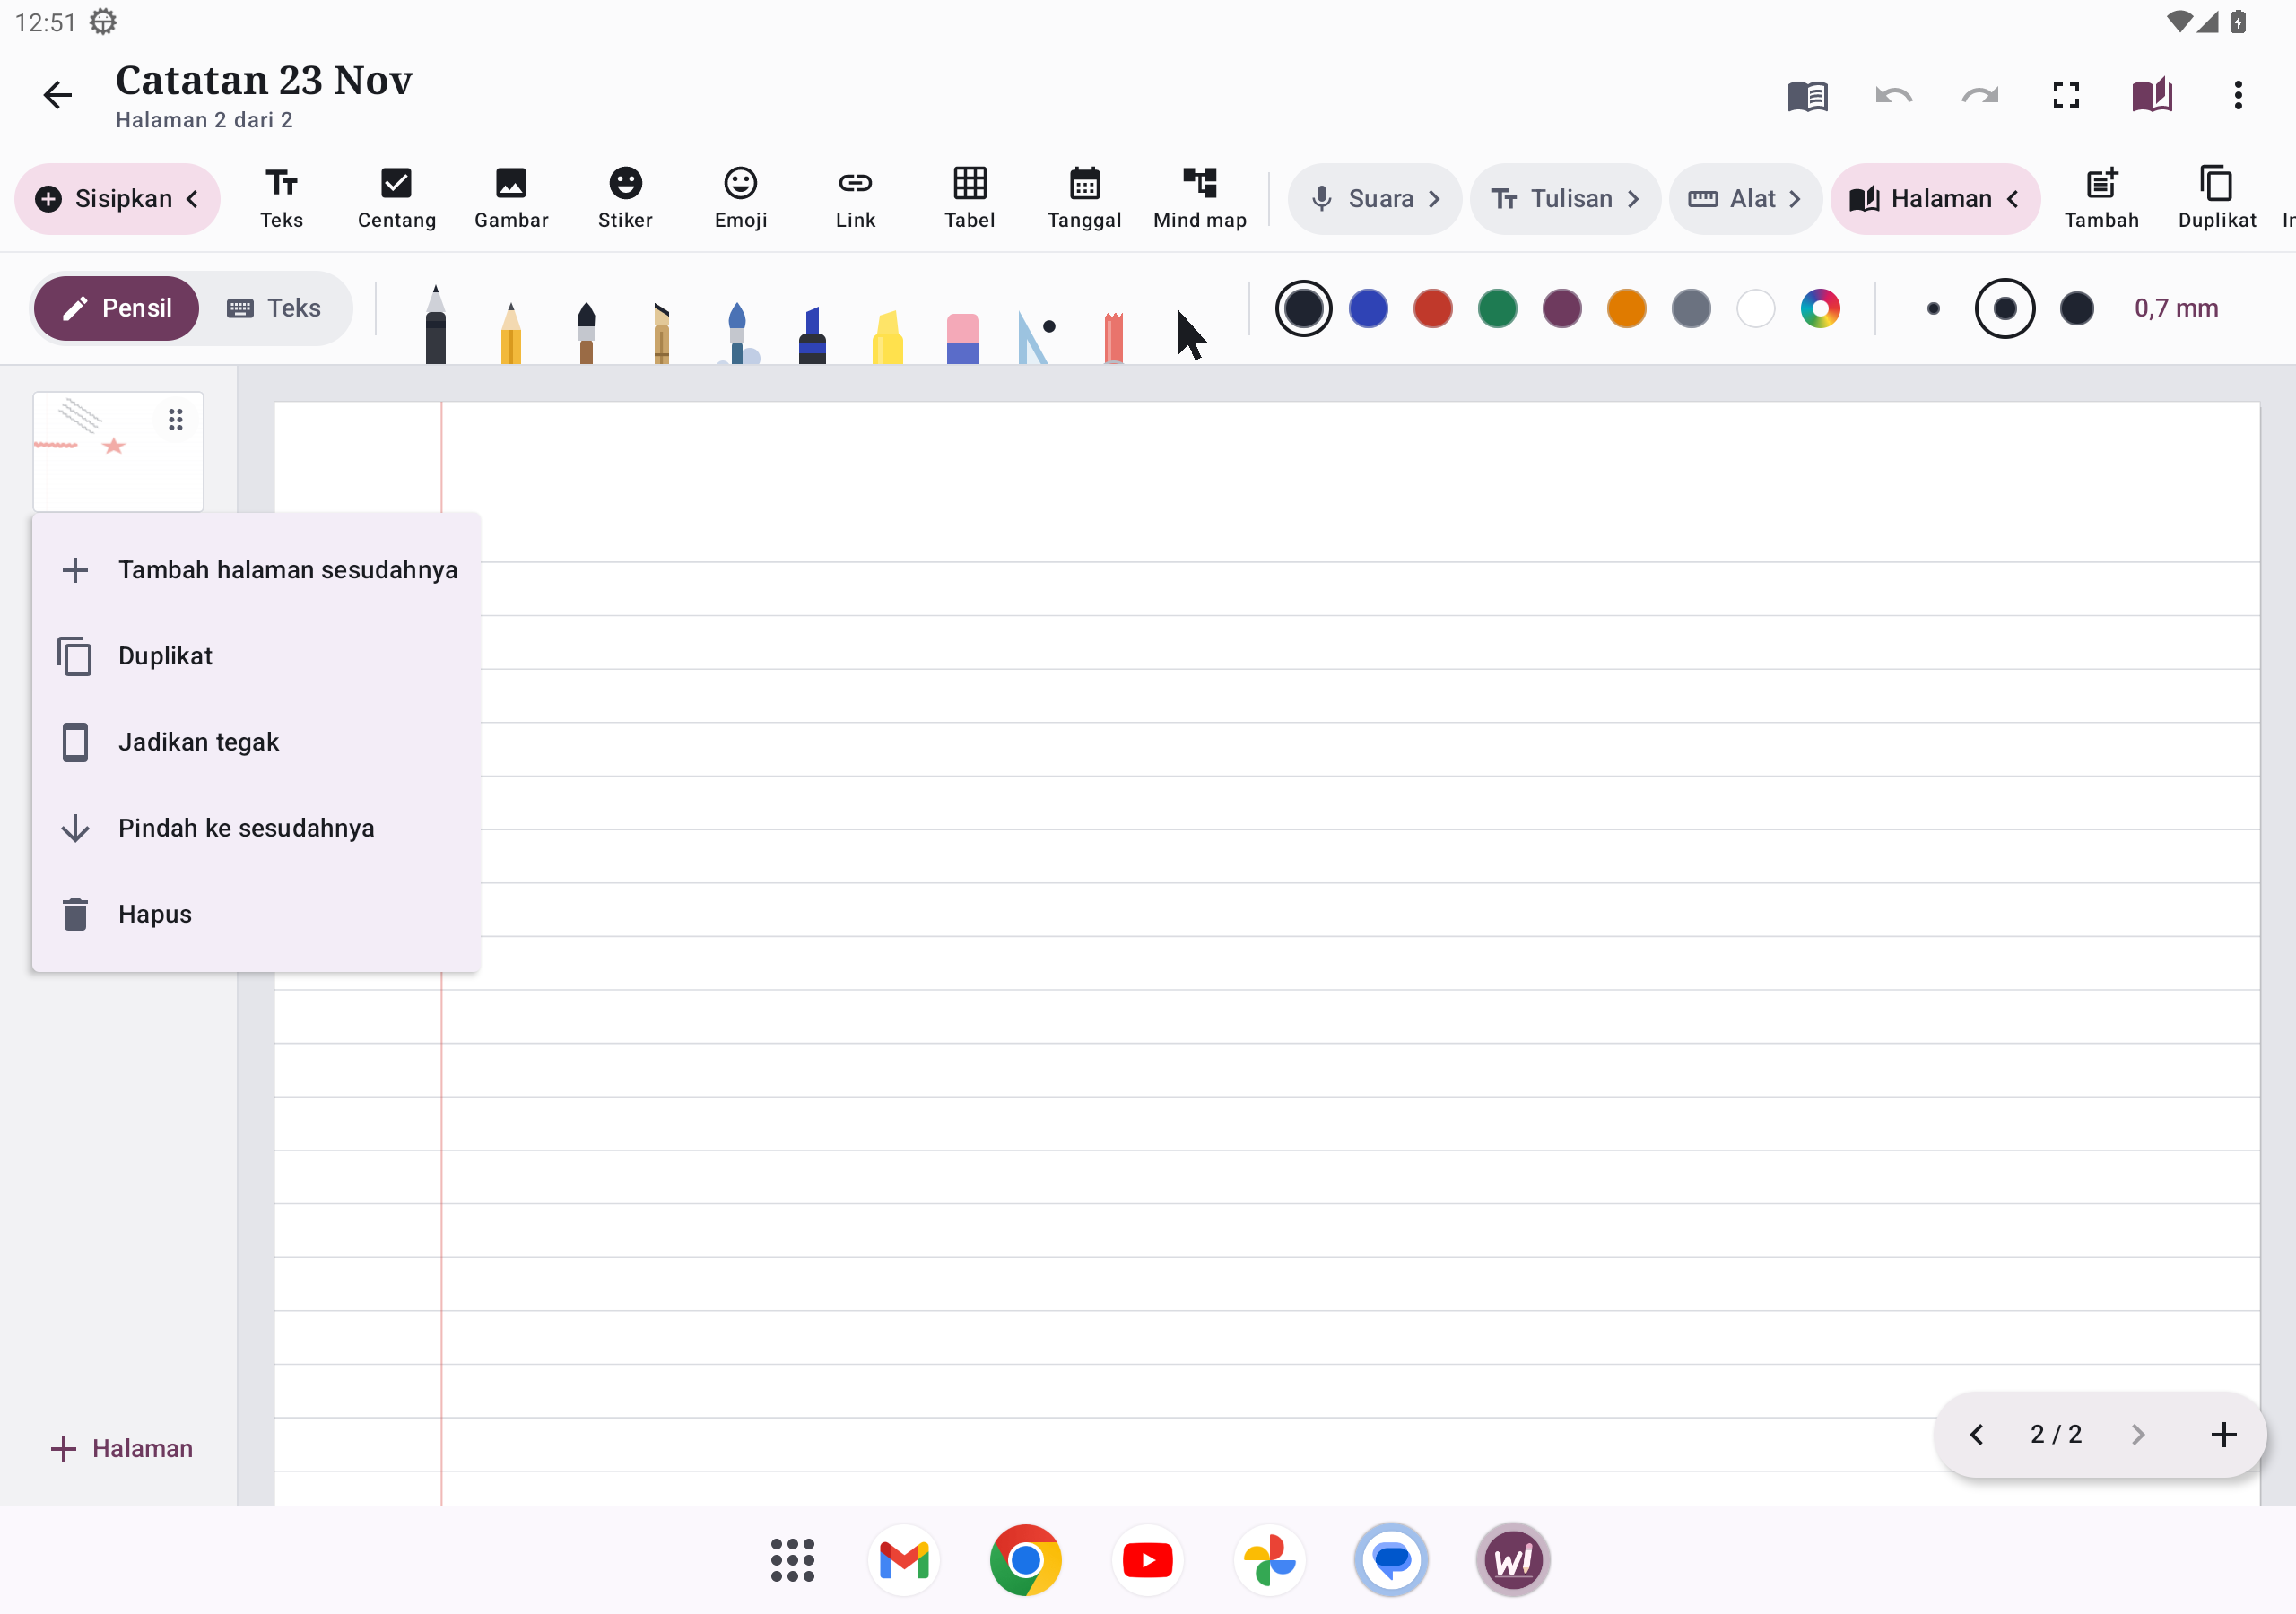 12:51
Catatan 23 Nov
Halaman 2 dari 2
Sisipkan
Teks
Centang
Gambar
Stiker
Emoji
Link
Tabel
Tanggal
Mind map
Suara
Tulisan
Alat
Halaman
Tambah
Duplikat
Pensil
Teks
0,7 mm
Tambah halaman sesudahnya
Duplikat
Jadikan tegak
Pindah ke sesudahnya
Hapus
Halaman
2 / 2